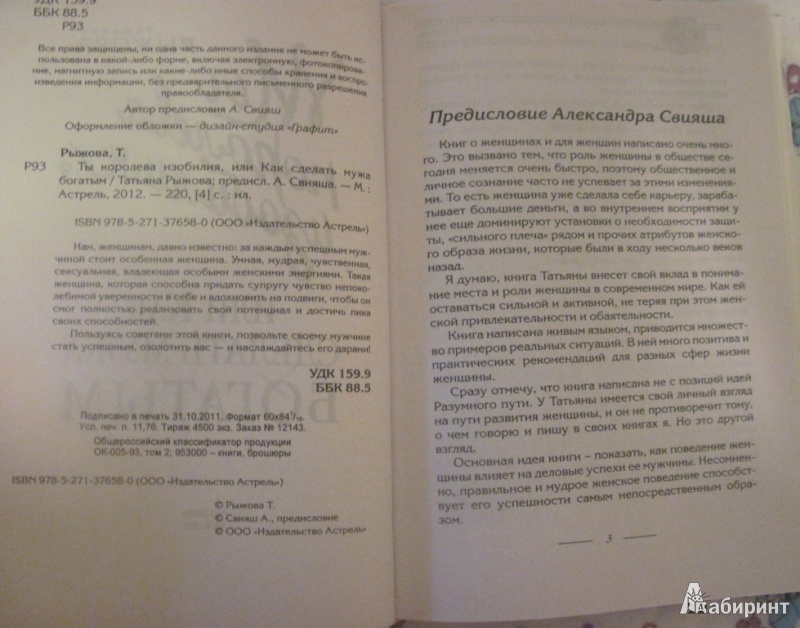 УДК 159.9
ББК 88.5
Р93
Все права защищены, ни одна часть данного издания не может быть ис-
пользована в какой-либо форме, включая электронную, фотокопирова-
ние, магнитную запись или какие-либо иные способы хранения и воспро-
изведения информации, без предварительного письменного разрешения
правообладателя.
Автор предисловия А. Свияш
Оформление обложки — дизайн-студия «Графит»
Рыжова, Т.
Р93 Ты королева изобилия, или Как сделать мужа
богатым / Татьяна Рыжова; предисл. А. Свияша. — М.:
Астрель, 2012. — 220, [4] с. : ил.
ISBN 978-5-271-37658-0 (ООО «Издательство Астрель»)
Нам, женщинам, давно известно: за каждым успешным муж-
чиной стоит особенная женщина. Умная, мудрая, чувственная,
сексуальная, владеющая особыми женскими энергиями. Такая
женщина, которая способна придать супругу чувство непоко-
лебимой уверенности в себе и вдохновить на подвиги, чтобы он
смог полностью реализовать свой потенциал и достичь пика
своих способностей.
Пользуясь советами этой книги, позвольте своему мужчине
стать успешным, озолотить вас — и наслаждайтесь его дарами!
УДК 159.9
ББК 88.5
Подписано в печать 31.10.2011. Формат 60х84 1/16.
Усл. печ. л. 11,76. Тираж 4500 экз. Заказ № 12143.
Общероссийский классификатор продукции
ОК-005-93, том 2; 953000 – книги, брошюры
ISBN 978-5-271-37658-0 (ООО «Издательство Астрель»)
© Рыжова Т.
© Свияш А., предисловие
© ООО «Издательство Астрель»
Предисловие Александра Свияша
Книг о женщинах и для женщин написано очень мно-
го. Это вызвано тем, что роль женщины в обществе се-
годня меняется очень быстро, поэтому общественное и
личное сознание часто не успевает за этими изменения-
ми. То есть женщина уже сделала себе карьеру, зараба-
тывает большие деньги, а во внутреннем восприятии у
нее еще доминируют установки о необходимости защи-
ты, «сильного плеча» рядом и прочих атрибутов женско-
го образа жизни, которые были в ходу несколько веков
назад.
Я думаю, книга Татьяны внесет свой вклад в понима-
ние места и роли женщины в современном мире. Как ей
оставаться сильной и активной, не теряя при этом жен-
ской привлекательности и обаятельности.
Книга написана живым языком, приводится множест-
во примеров реальных ситуаций. В ней много позитива и
практических рекомендаций для разных сфер жизни
женщины.
Сразу отмечу, что книга написана не с позиций идей
Разумного пути. У Татьяны имеется свой личный взгляд
на пути развития женщины, и он не противоречит тому,
о чем говорю и пишу в своих книгах я. Но это другой
взгляд.
Основная идея книги – показать, как поведение жен-
щины влияет на деловые успехи ее мужчины. Несомнен-
но, правильное и мудрое женское поведение способст-
вует его успешности самым непосредственным обра-
зом.
3
Лабиринт